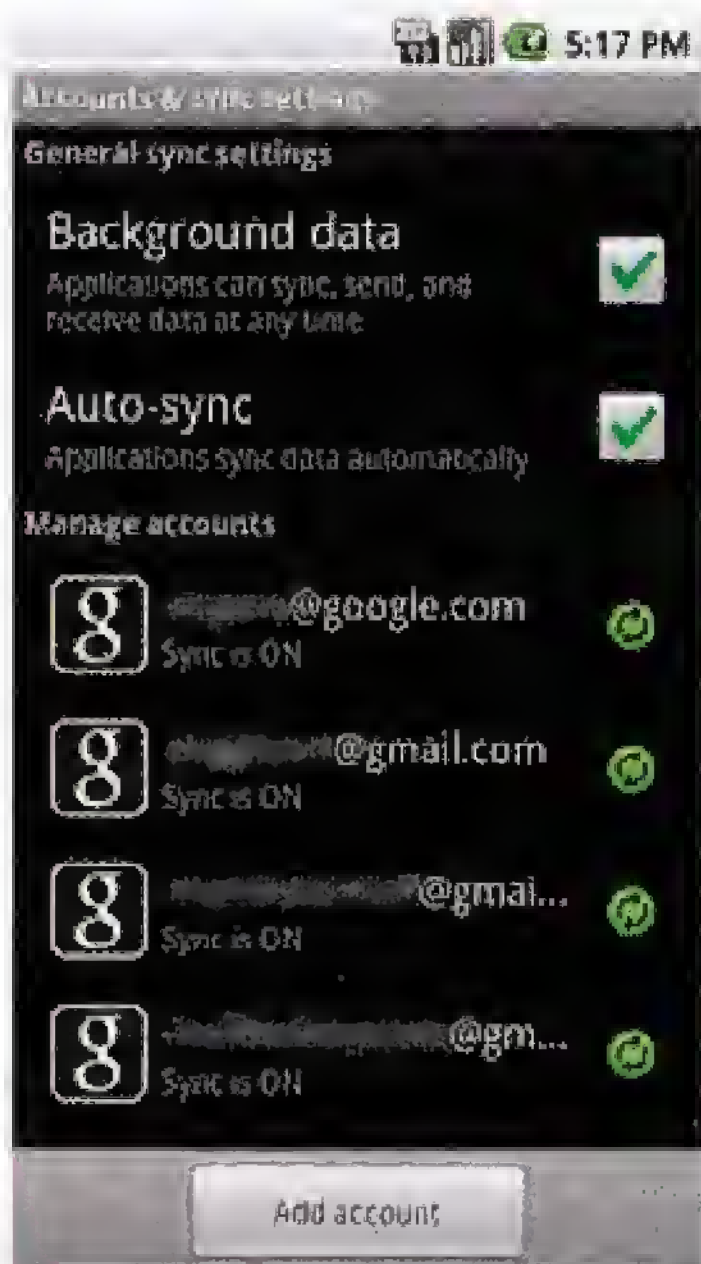 5:17 PM
Accounts & sync settings
General sync settings
Background data
Applications can sync, send, and
receive data at any time
Auto-sync
Applications sync data automatically
Manage accounts
g
@google.com
Sync is ON
g
@gmail.com
Sync is ON
g
@gmai...
Sync is ON
g
@gm...
Sync is ON
Add account